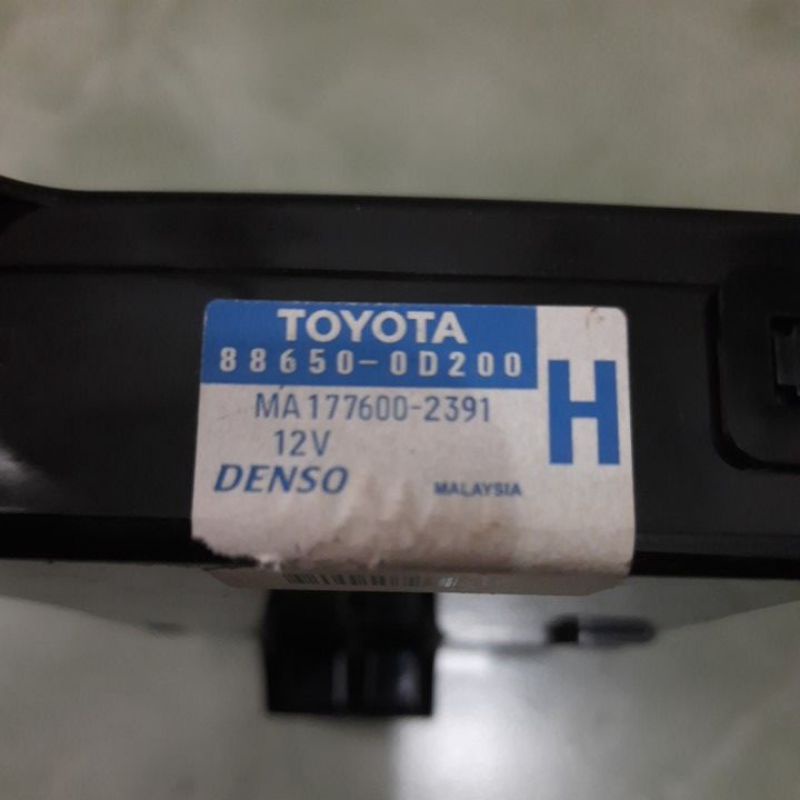 TOYOTA
88650-0D200
H
MA177600-2391
12V
DENSO
MALAYSIA